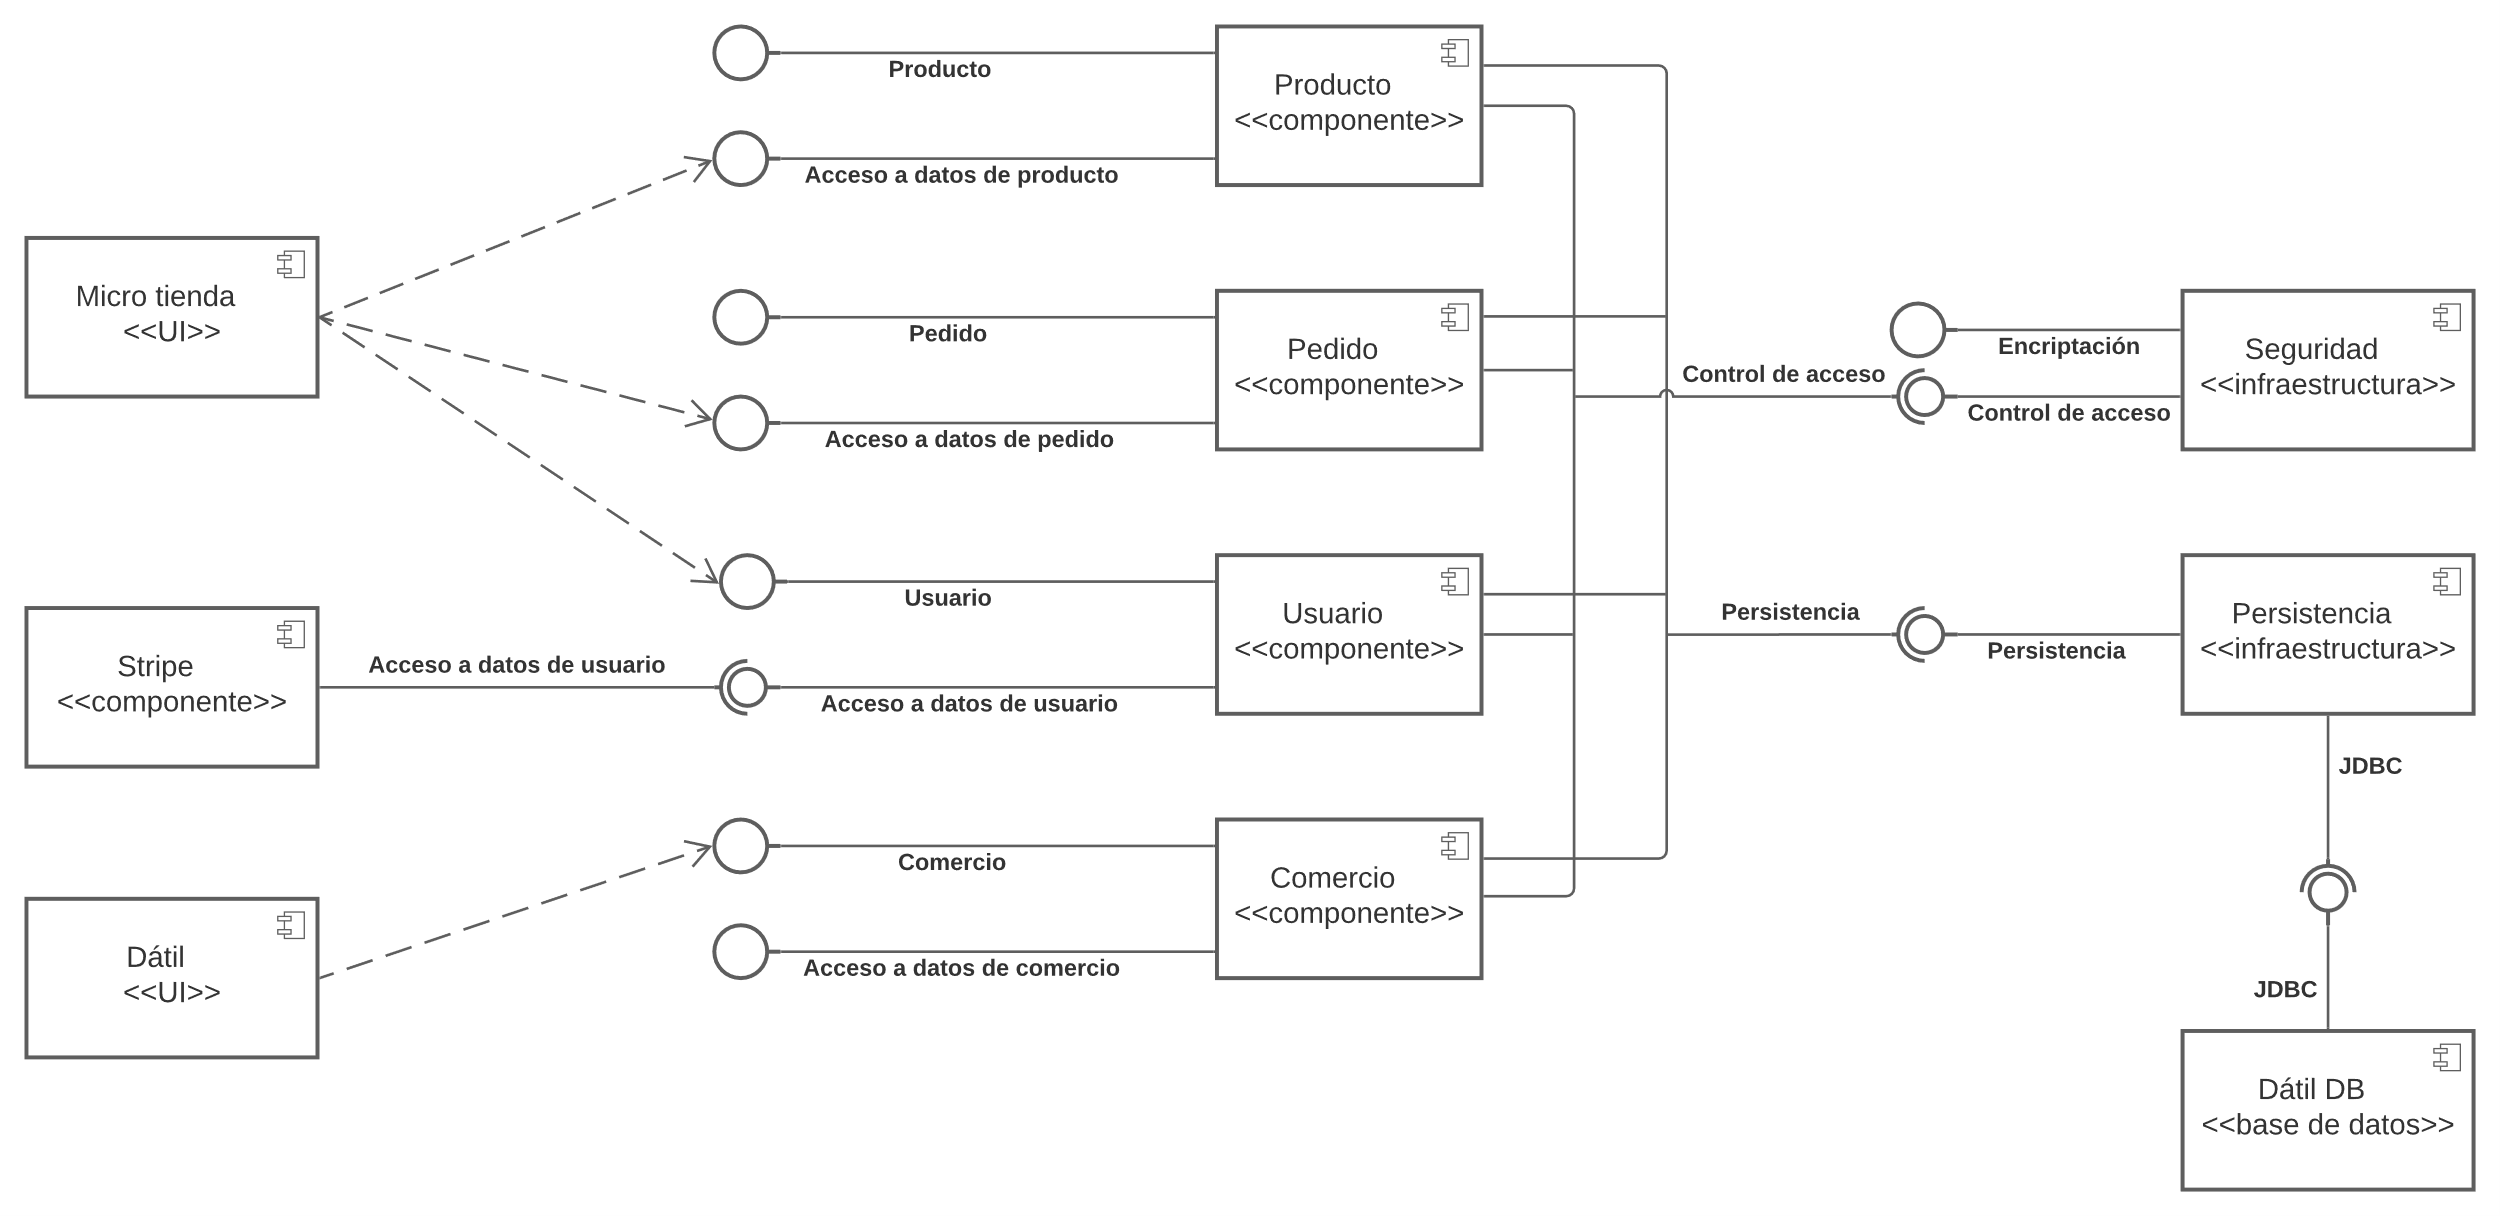 Producto
Producto
<<componente>>
Acceso a datos de producto
Micro tienda
<<UI>>
Pedido
Pedido
<<componente>>
Acceso a datos de pedido
Encriptación
Seguridad
<<infraestructura>>
Control de acceso
Control de acceso
Usuario
Usuario
<<componente>>
Persistencia
Persistencia
Persistencia
<<infraestructura>>
Stripe
<<componente>>
Acceso a datos de usuario
Acceso a datos de usuario
JDBC
Comercio
Comercio
<<componente>>
Acceso a datos de comercio
Dátil
<<UI>>
JDBC
Dátil DB
<<base de datos>>